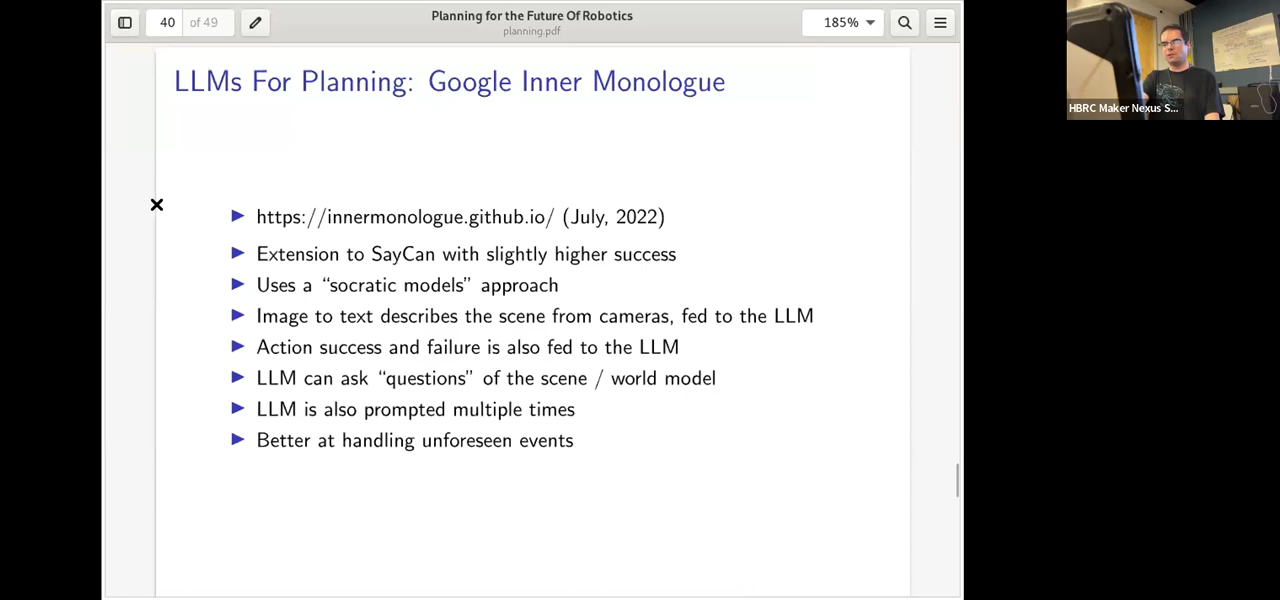 40 of 49
Planning for the Future Of Robotics
planning.pdf
185%
HBRC Maker Nexus S...
LLMs For Planning: Google Inner Monologue
https://innermonologue.github.io/ (July, 2022)
Extension to SayCan with slightly higher success
Uses a “socratic models” approach
Image to text describes the scene from cameras, fed to the LLM
Action success and failure is also fed to the LLM
LLM can ask “questions” of the scene / world model
LLM is also prompted multiple times
Better at handling unforeseen events